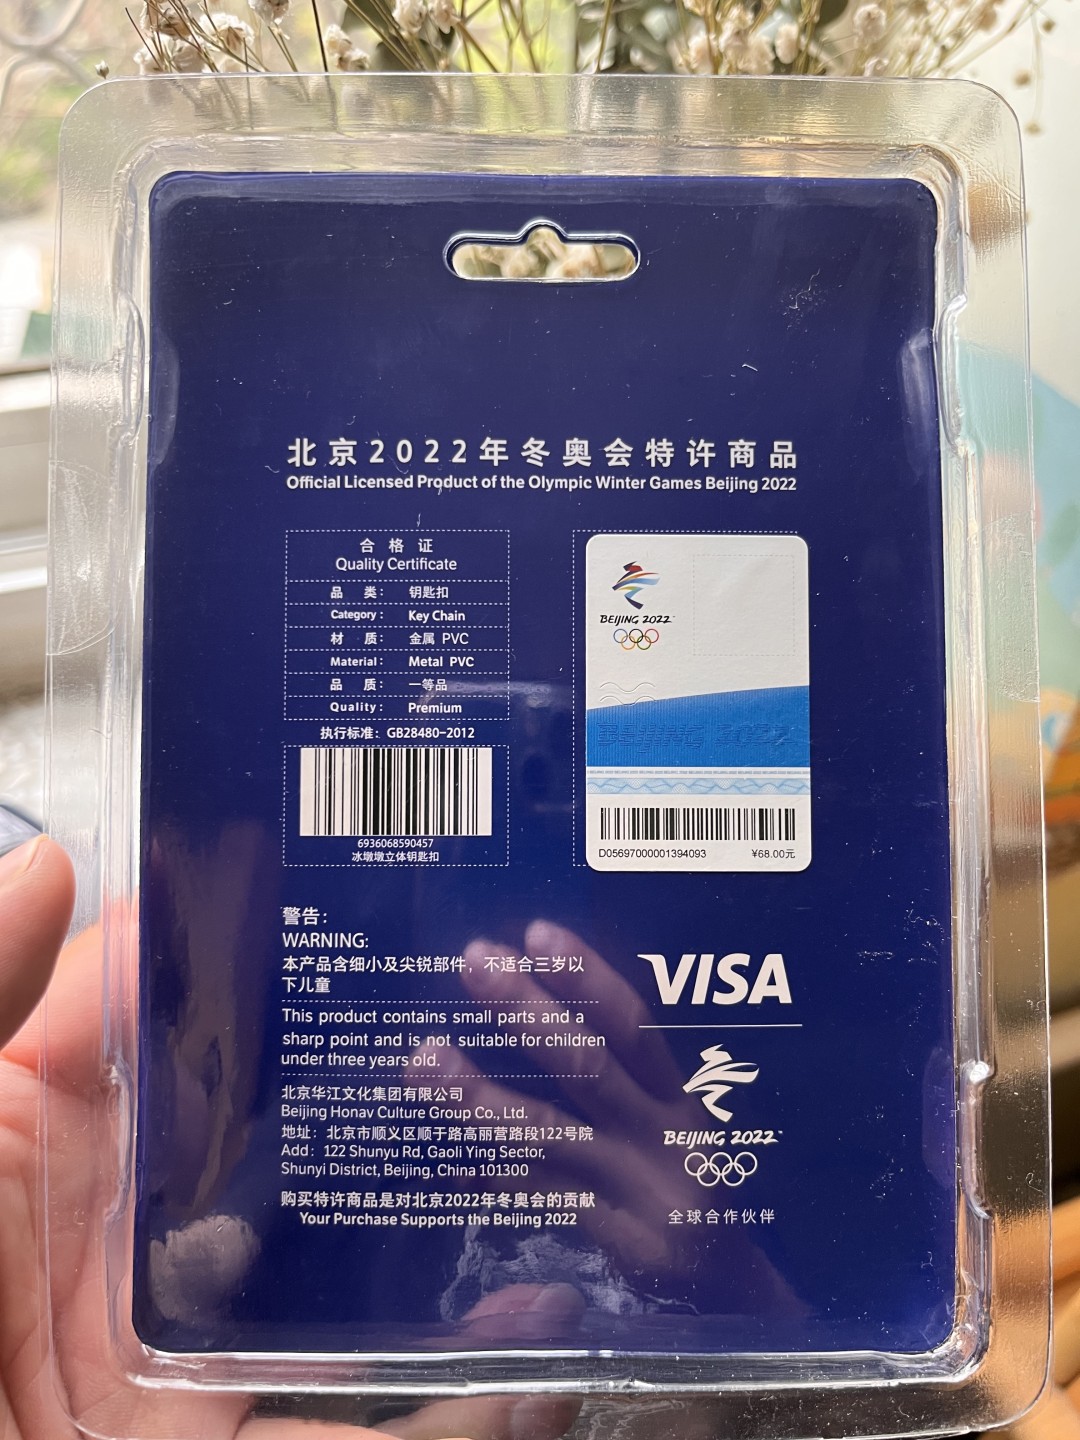 北京2022年冬奥会特许商品
Official Licensed Product of the Olympic Winter Games Beijing 2022
合格证
Quality Certificate
品类: 钥匙扣
Category: Key Chain
材质: 金属 PVC
Material: Metal PVC
品质: 一等品
Quality: Premium
执行标准: GB28480-2012
6936068590457
冰墩墩立体钥匙扣
BEIJING 2022™
BEIJING 2022
D05697000001394093 ¥68.00元
警告:
WARNING:
本产品含细小及尖锐部件，不适合三岁以
下儿童
This product contains small parts and a
sharp point and is not suitable for children
under three years old.
北京华江文化集团有限公司
Beijing Honav Culture Group Co., Ltd.
地址: 北京市顺义区顺于路高丽营路段122号院
Add: 122 Shunyu Rd, Gaoli Ying Sector,
Shunyi District, Beijing, China 101300
购买特许商品是对北京2022年冬奥会的贡献
Your Purchase Supports the Beijing 2022
VISA
BEIJING 2022™
全球合作伙伴